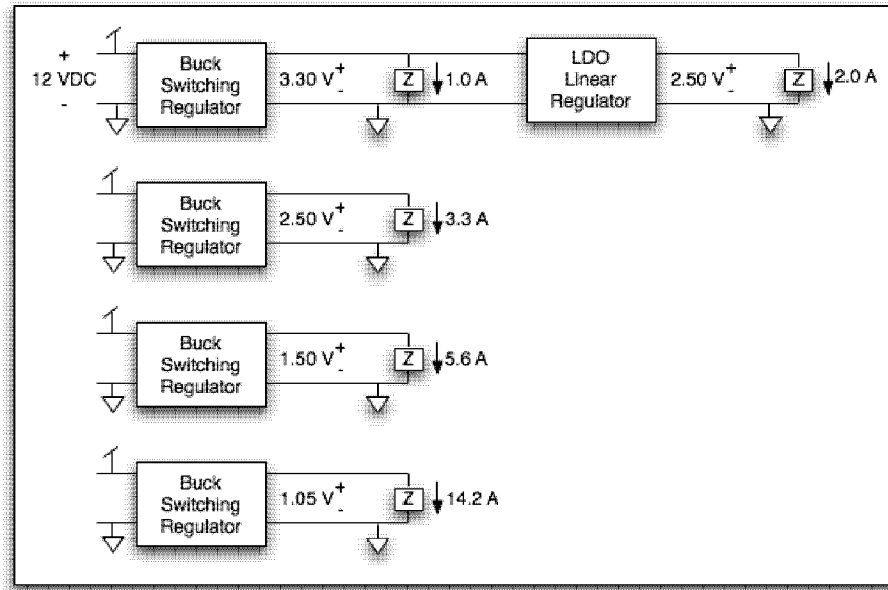 +
12 VDC
-
Buck
Switching
Regulator
3.30 V
+
-
Z
1.0 A
LDO
Linear
Regulator
2.50 V
+
-
Z
2.0 A
Buck
Switching
Regulator
2.50 V
+
-
Z
3.3 A
Buck
Switching
Regulator
1.50 V
+
-
Z
5.6 A
Buck
Switching
Regulator
1.05 V
+
-
Z
14.2 A